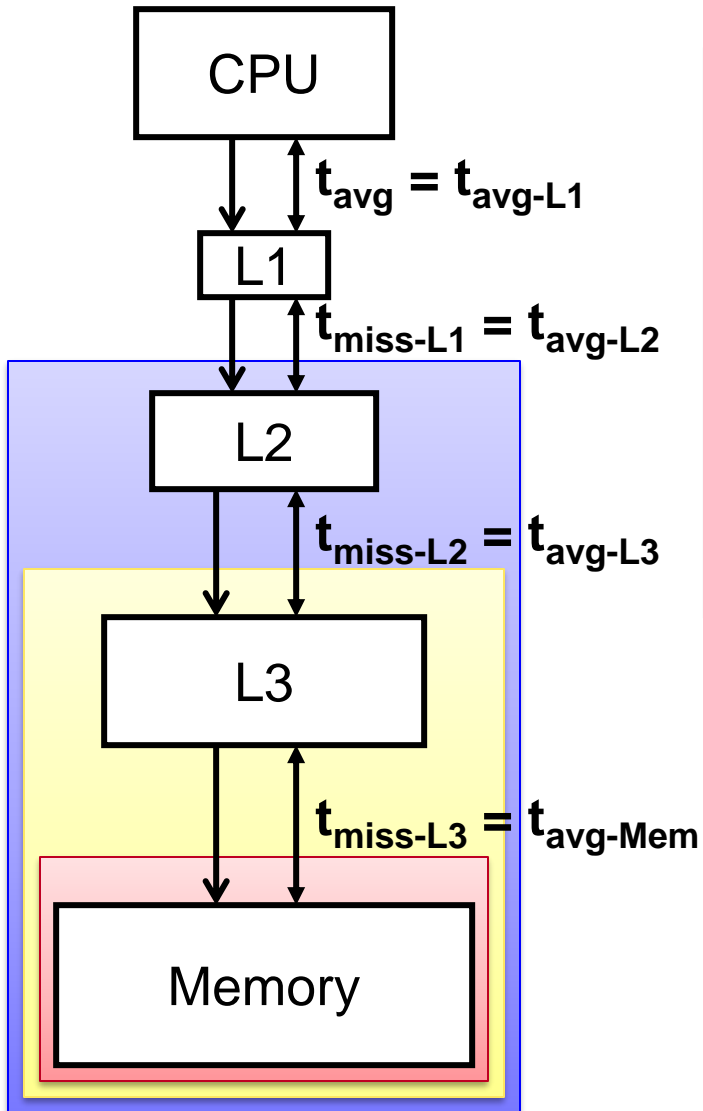 CPU
t_avg = t_avg-L1
L1
t_miss-L1 = t_avg-L2
L2
t_miss-L2 = t_avg-L3
L3
t_miss-L3 = t_avg-Mem
Memory